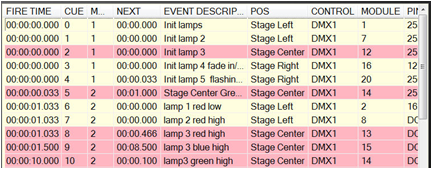 FIRE TIME CUE M... NEXT EVENT DESCRIP... POS CONTROL MODULE PIN
00:00:00.000 0 1 00:00.000 Init lamps Stage Left DMX1 1 25
00:00:00.000 1 1 00:00.000 Init lamp 2 Stage Left DMX1 7 25
00:00:00.000 2 1 00:00.000 Init lamp 3 Stage Center DMX1 12 25
00:00:00.000 3 1 00:00.000 Init lamp 4 fade in/... Stage Right DMX1 16 12
00:00:00.000 4 1 00:00.033 Init lamp 5 flashin... Stage Right DMX1 20 25
00:00:00.033 5 2 00:01.000 Stage Center Gre... Stage Center DMX1 14 25
00:00:01.033 6 2 00:00.000 lamp 1 red low Stage Left DMX1 2 16
00:00:01.033 7 2 00:00.000 lamp 2 red high Stage Left DMX1 8
00:00:01.033 8 2 00:00.466 lamp 3 red high Stage Center DMX1 13
00:00:01.500 9 2 00:08.500 lamp 3 blue high Stage Center DMX1 15
00:00:10.000 10 2 00:00.100 lamp3 green high Stage Center DMX1 14